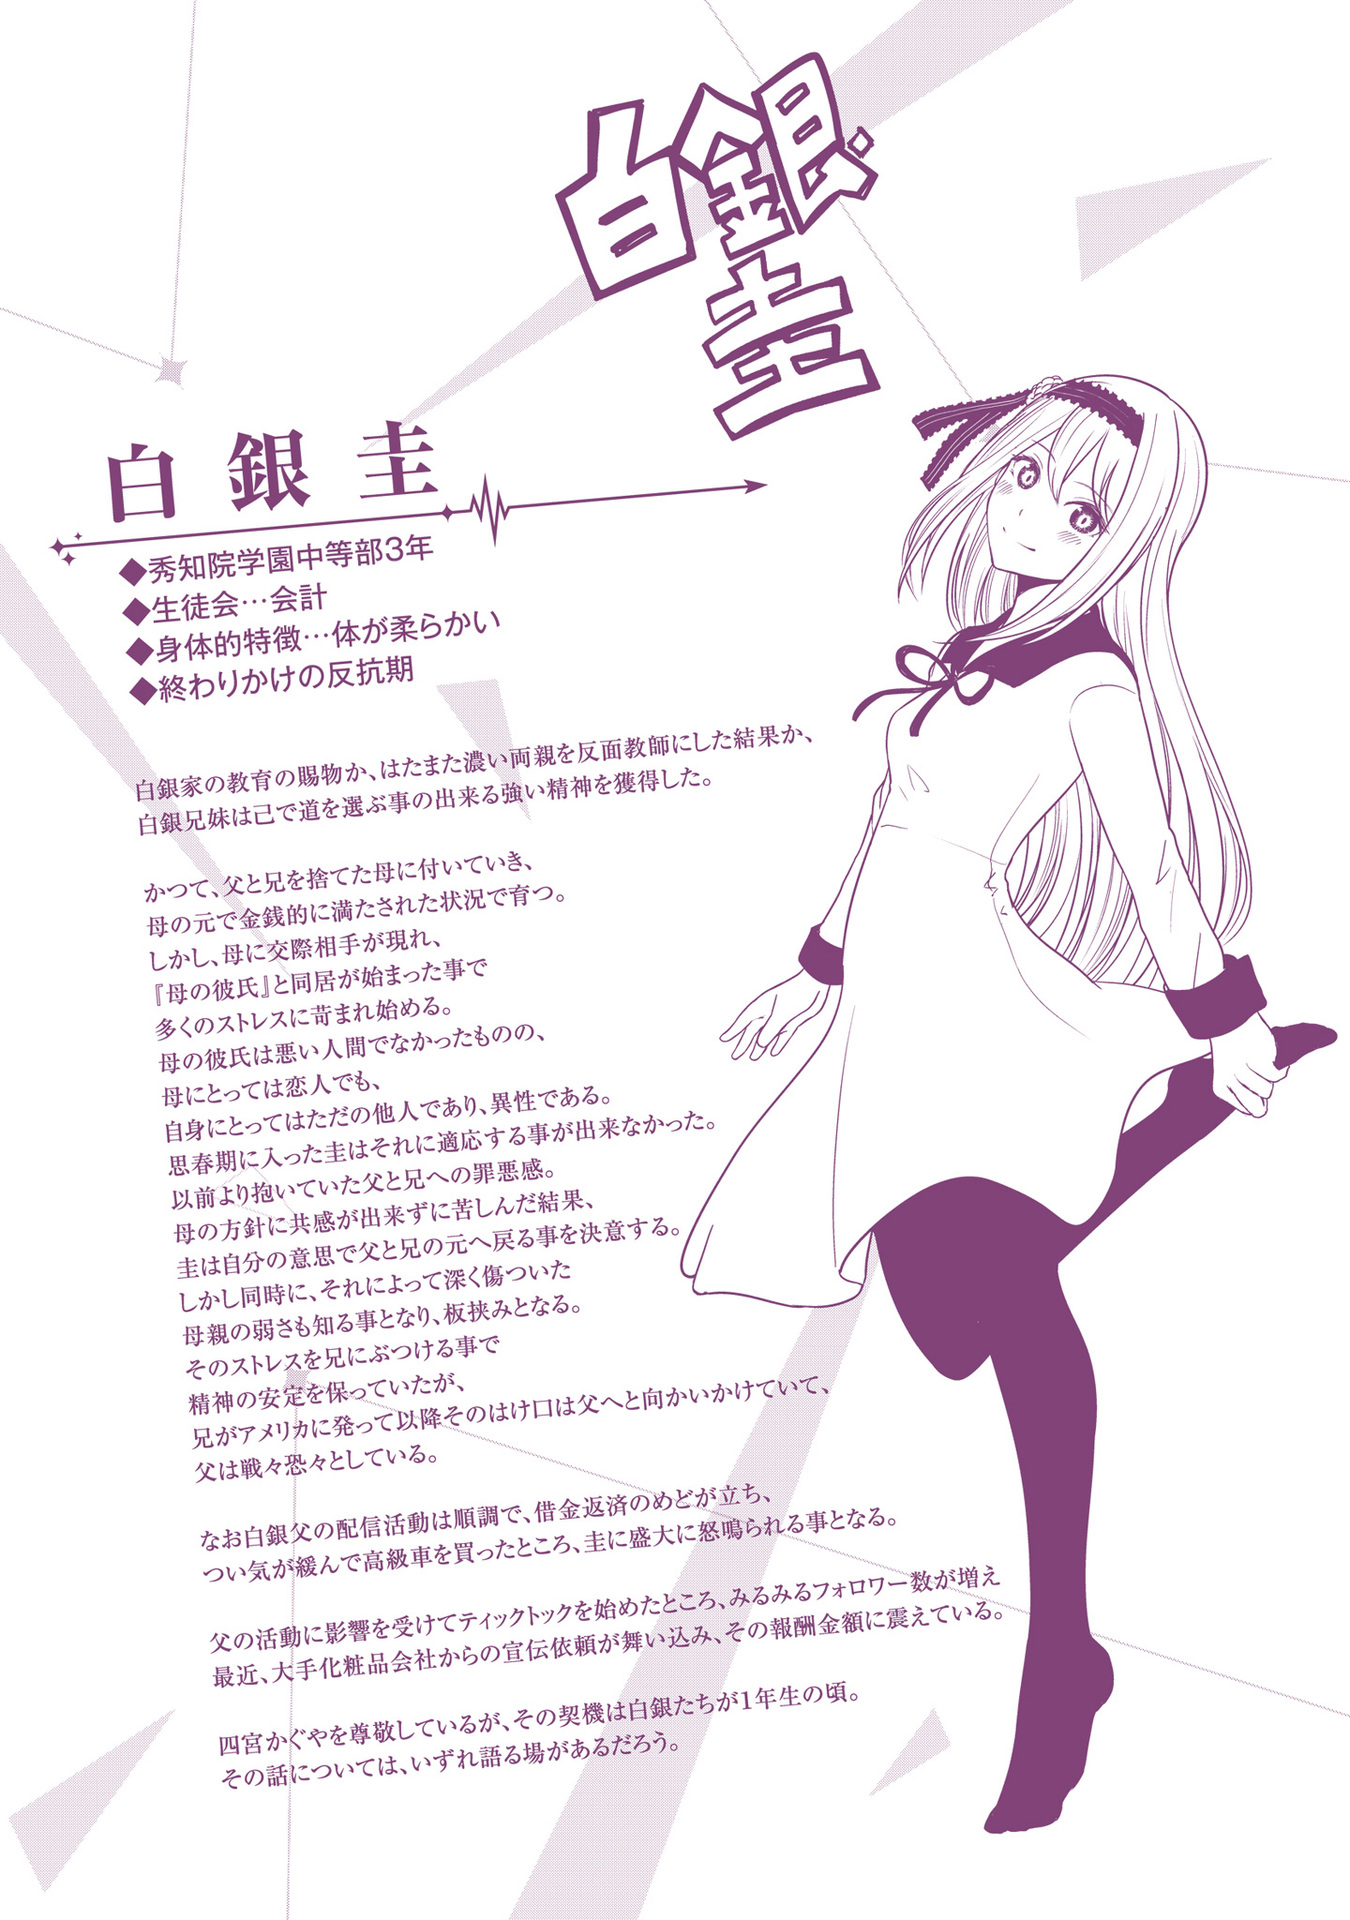 白銀圭
白銀圭
◆秀知院学園中等部3年
◆生徒会…会計
◆身体的特徴…体が柔らかい
◆終わりかけの反抗期
白銀家の教育の賜物か、はたまた濃い両親を反面教師にした結果か、
白銀兄妹は己で道を選ぶ事の出来る強い精神を獲得した。
かつて、父と兄を捨てた母に付いていき、
母の元で金銭的に満たされた状況で育つ。
しかし、母に交際相手が現れ、
『母の彼氏』と同居が始まった事で
多くのストレスに苛まれ始める。
母の彼氏は悪い人間でなかったものの、
母にとっては恋人でも、
自身にとってはただの他人であり、異性である。
思春期に入った圭はそれに適応する事が出来なかった。
以前より抱いていた父と兄への罪悪感。
母の方針に共感が出来ずに苦しんだ結果、
圭は自分の意思で父と兄の元へ戻る事を決意する。
しかし同時に、それによって深く傷ついた
母親の弱さも知る事となり、板挟みとなる。
そのストレスを兄にぶつける事で
精神の安定を保っていたが、
兄がアメリカに発って以降そのはけ口は父へと向かいかけていて、
父は戦々恐々としている。
なお白銀父の配信活動は順調で、借金返済のめどが立ち、
つい気が緩んで高級車を買ったところ、圭に盛大に怒鳴られる事となる。
父の活動に影響を受けてティックトックを始めたところ、みるみるフォロワー数が増え
最近、大手化粧品会社からの宣伝依頼が舞い込み、その報酬金額に震えている。
四宮かぐやを尊敬しているが、その契機は白銀たちが1年生の頃。
その話については、いずれ語る場があるだろう。